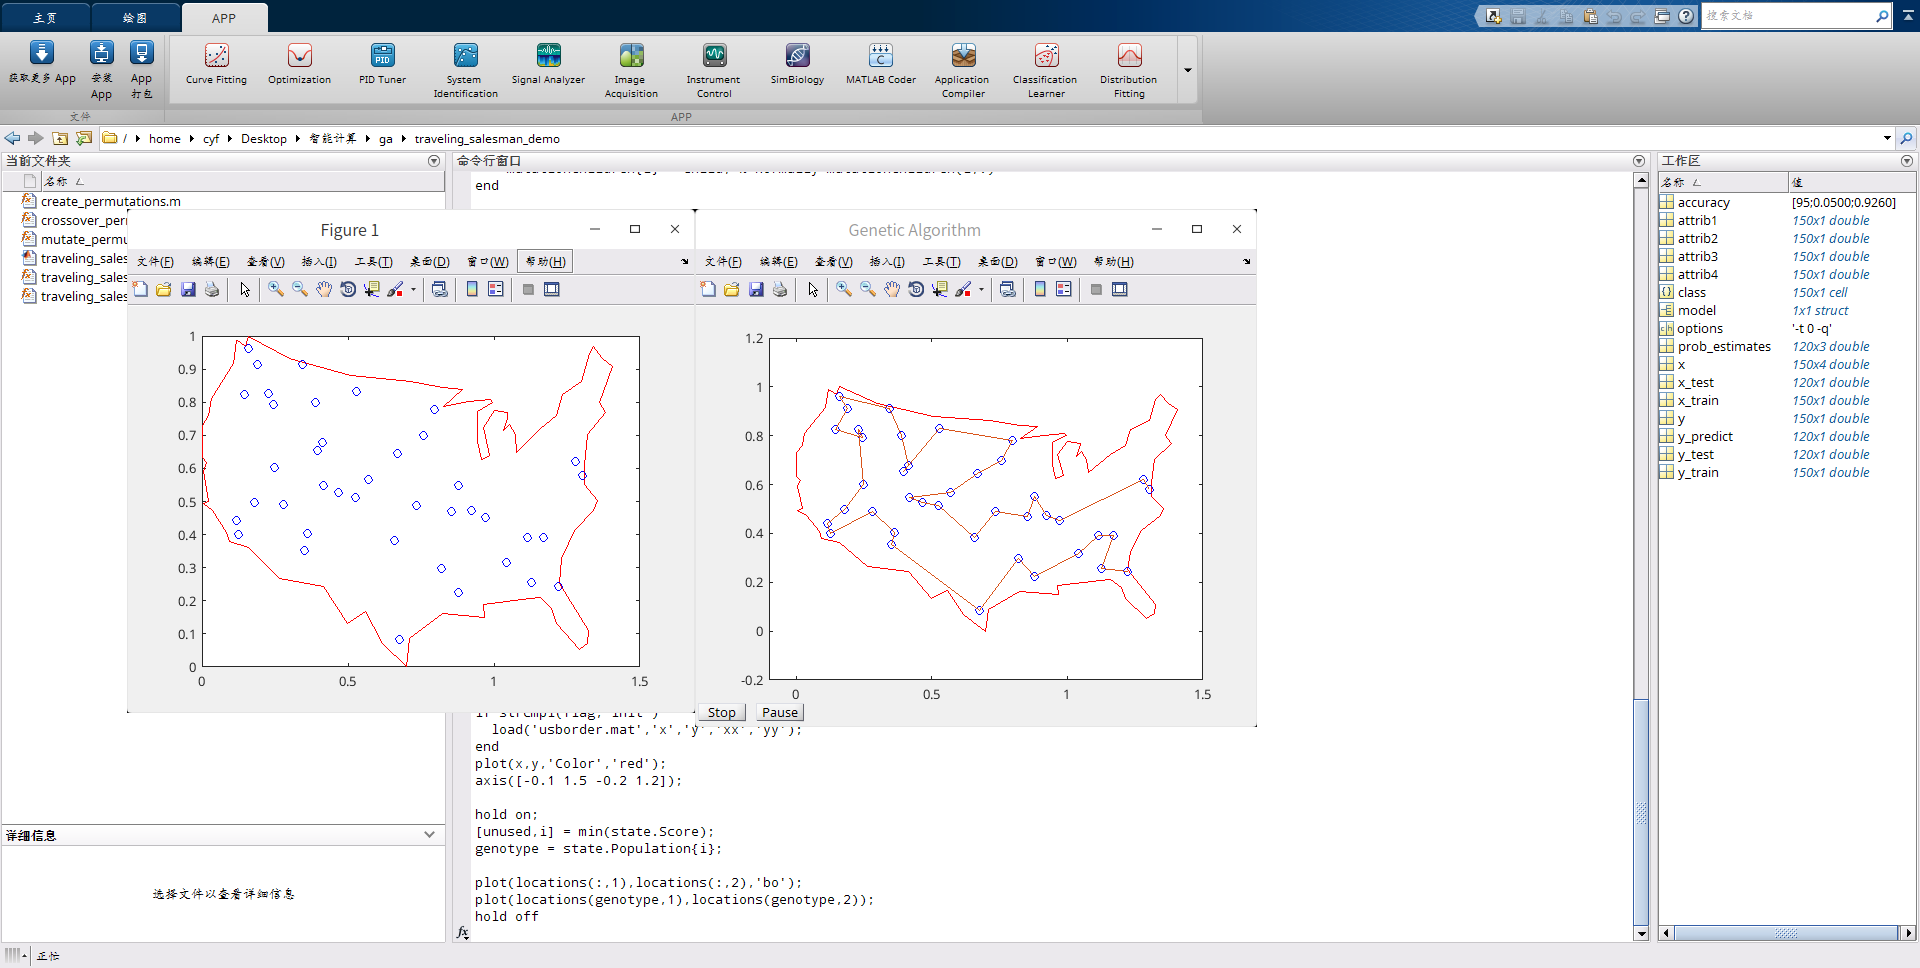 主页 绘图 APP
搜索文档
获取更多 App
安装
App
App
打包
Curve Fitting
Optimization
PID Tuner
System
Identification
Signal Analyzer
Image
Acquisition
Instrument
Control
SimBiology
MATLAB Coder
Application
Compiler
Classification
Learner
Distribution
Fitting
文件 APP
/ home cyf Desktop 智能计算 ga traveling_salesman_demo
当前文件夹
名称
create_permutations.m
crossover_per
mutate_permu
traveling_sales
traveling_sales
traveling_sales
详细信息
选择文件以查看详细信息
正忙
命令行窗口
end
Figure 1
文件(F) 编辑(E) 查看(V) 插入(I) 工具(T) 桌面(D) 窗口(W) 帮助(H)
1
0.9
0.8
0.7
0.6
0.5
0.4
0.3
0.2
0.1
0
0 0.5 1 1.5
Genetic Algorithm
文件(F) 编辑(E) 查看(V) 插入(I) 工具(T) 桌面(D) 窗口(W) 帮助(H)
1.2
1
0.8
0.6
0.4
0.2
0
-0.2
0 0.5 1 1.5
Stop Pause
load('usborder.mat','x','y','xx','yy');
end
plot(x,y,'Color','red');
axis([-0.1 1.5 -0.2 1.2]);
hold on;
[unused,i] = min(state.Score);
genotype = state.Population{i};
plot(locations(:,1),locations(:,2),'bo');
plot(locations(genotype,1),locations(genotype,2));
hold off
fx
工作区
名称 值
accuracy [95;0.0500;0.9260]
attrib1 150x1 double
attrib2 150x1 double
attrib3 150x1 double
attrib4 150x1 double
class 150x1 cell
model 1x1 struct
options '-t 0 -q'
prob_estimates 120x3 double
x 150x4 double
x_test 120x1 double
x_train 120x1 double
y 150x1 double
y_predict 120x1 double
y_test 120x1 double
y_train 150x1 double